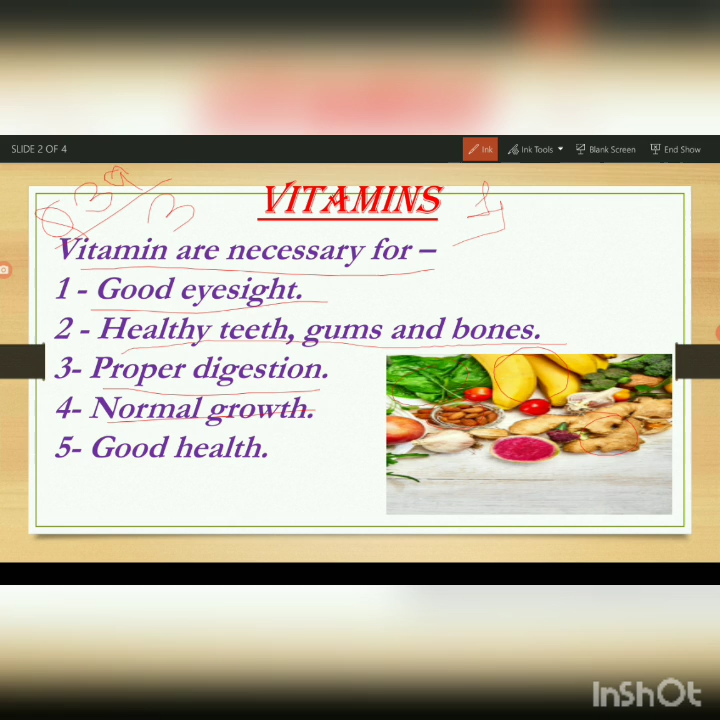 SLIDE 2 OF 4
Ink
Ink Tools
Blank Screen
End Show
VITAMINS
Vitamin are necessary for –
1 - Good eyesight.
2 - Healthy teeth, gums and bones.
3- Proper digestion.
4- Normal growth.
5- Good health.
InShOt